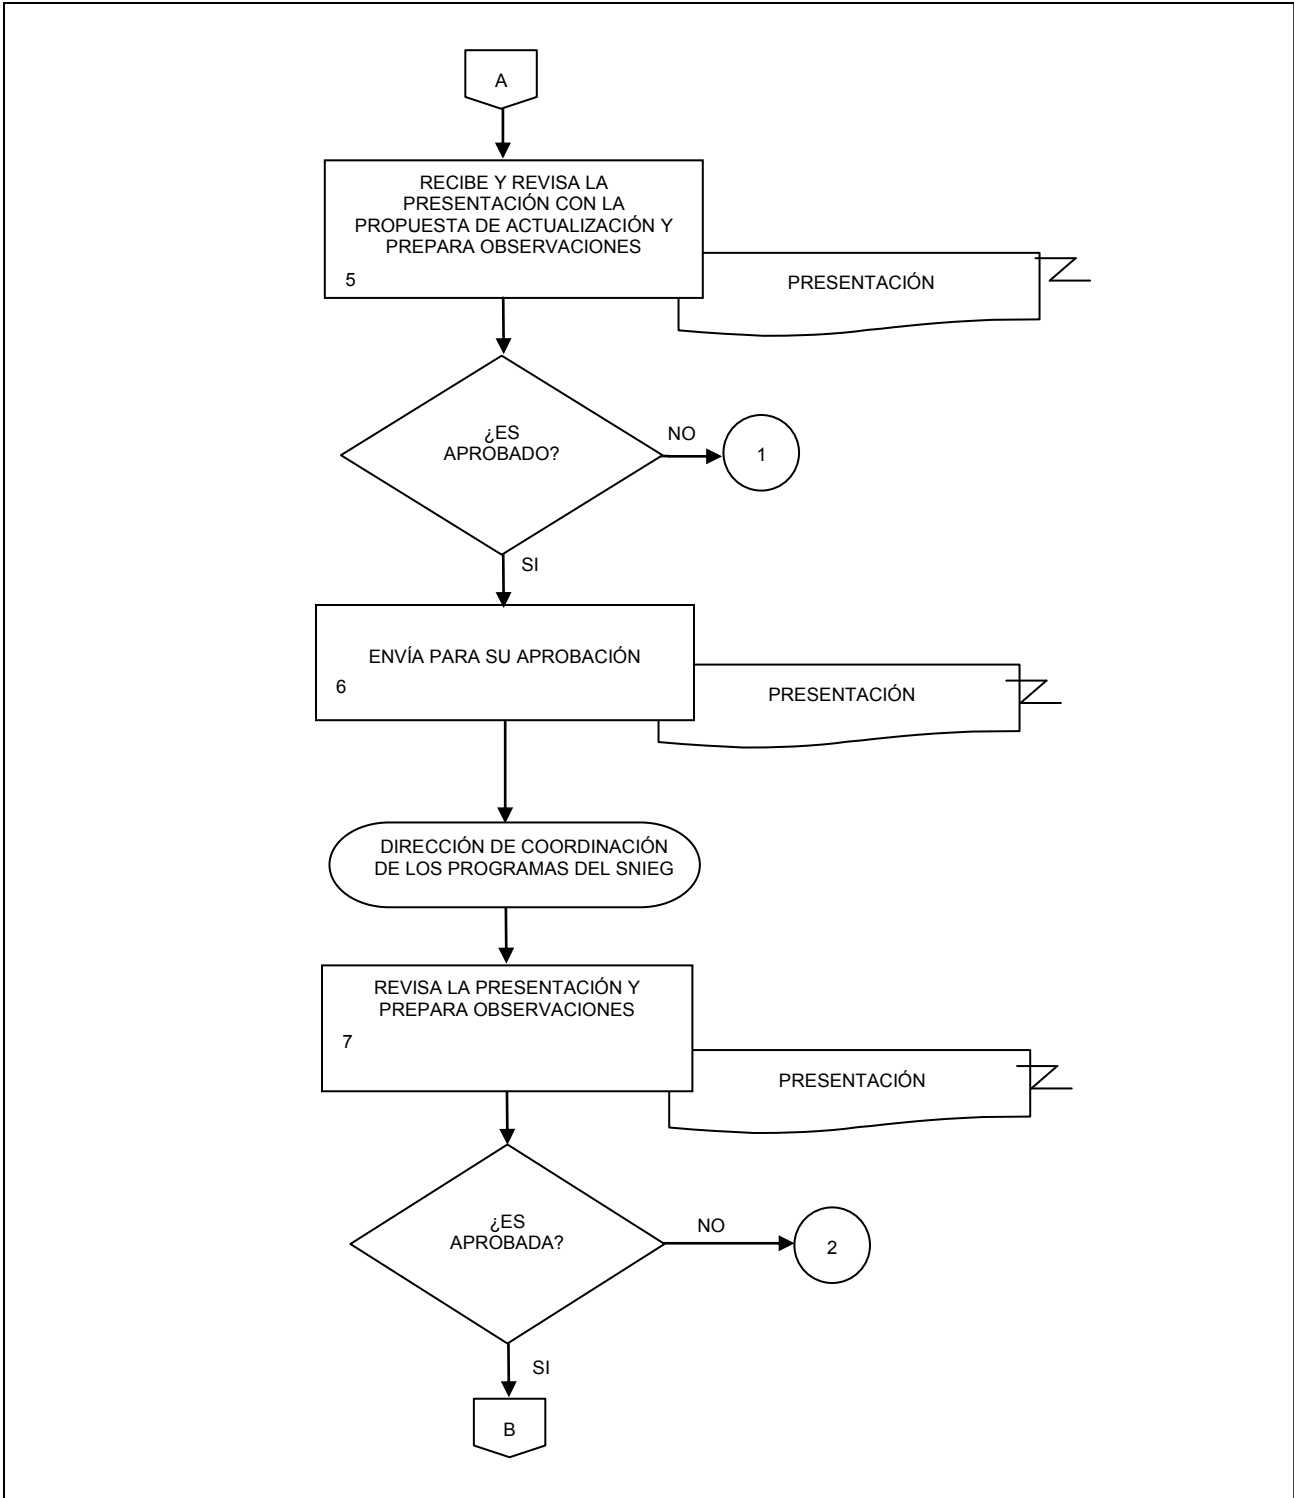 A
RECIBE Y REVISA LA
PRESENTACIÓN CON LA
PROPUESTA DE ACTUALIZACIÓN Y
PREPARA OBSERVACIONES
5
PRESENTACIÓN
¿ES
APROBADO?
NO
1
SI
ENVÍA PARA SU APROBACIÓN
6
PRESENTACIÓN
DIRECCIÓN DE COORDINACIÓN
DE LOS PROGRAMAS DEL SNIEG
REVISA LA PRESENTACIÓN Y
PREPARA OBSERVACIONES
7
PRESENTACIÓN
¿ES
APROBADA?
NO
2
SI
B